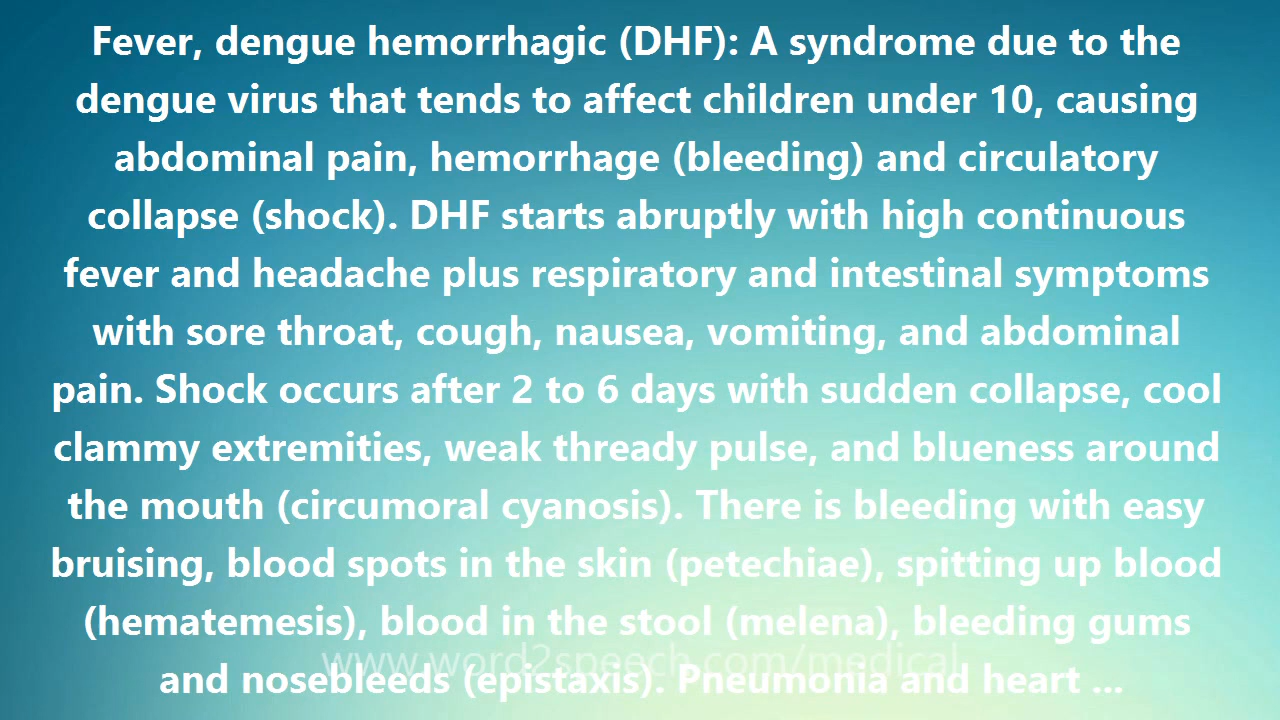 Fever, dengue hemorrhagic (DHF): A syndrome due to the
dengue virus that tends to affect children under 10, causing
abdominal pain, hemorrhage (bleeding) and circulatory
collapse (shock). DHF starts abruptly with high continuous
fever and headache plus respiratory and intestinal symptoms
with sore throat, cough, nausea, vomiting, and abdominal
pain. Shock occurs after 2 to 6 days with sudden collapse, cool
clammy extremities, weak thready pulse, and blueness around
the mouth (circumoral cyanosis). There is bleeding with easy
bruising, blood spots in the skin (petechiae), spitting up blood
(hematemesis), blood in the stool (melena), bleeding gums
www.word2speech.com/medical
and nosebleeds (epistaxis). Pneumonia and heart ...